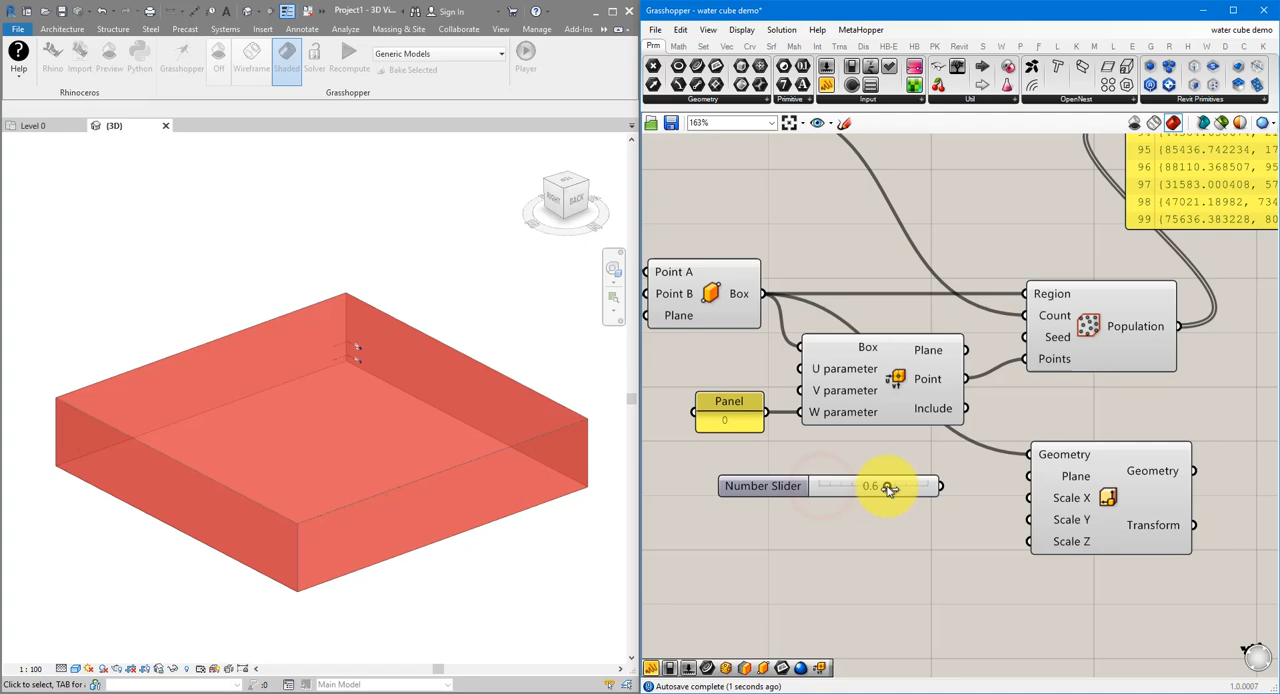 Project1 - 3D Vi...
Sign In
File Architecture Structure Steel Precast Systems Insert Annotate Analyze Massing & Site Collaborate View Manage Add-Ins
Help
Rhino Import Preview Python
Grasshopper
Off Wireframe Shaded Solver Recompute
Generic Models
Bake Selected
Player
Rhinoceros
Grasshopper
Level 0
{3D}
RIGHT BACK
1 : 100
Click to select, TAB for
:0
Main Model
Grasshopper - water cube demo*
File Edit View Display Solution Help MetaHopper
water cube demo
Prm Math Set Vec Crv Srf Msh Int Trns Dis HB-E HB PK Revit S W P F L K M L E G R H W B D C K
Geometry
Primitive
Input
Util
OpenNest
Revit Primitives
163%
95 {85436.742234, 17
96 {88110.368507, 95
97 {31583.000408, 57
98 {47021.18982, 734
99 {75636.383228, 80
Point A
Point B
Plane
Box
Box
U parameter
V parameter
W parameter
Plane
Point
Include
Panel
0
Region
Count
Seed
Points
Population
Number Slider
0.6
Geometry
Plane
Scale X
Scale Y
Scale Z
Geometry
Transform
Autosave complete (1 seconds ago)
1.0.0007